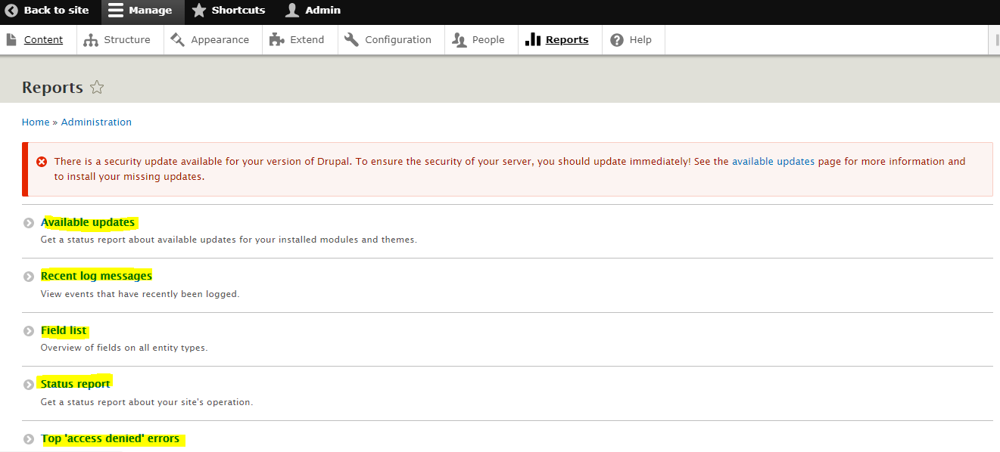 Back to site Manage Shortcuts Admin
Content Structure Appearance Extend Configuration People Reports Help
Reports
Home » Administration
There is a security update available for your version of Drupal. To ensure the security of your server, you should update immediately! See the available updates page for more information and
to install your missing updates.
Available updates
Get a status report about available updates for your installed modules and themes.
Recent log messages
View events that have recently been logged.
Field list
Overview of fields on all entity types.
Status report
Get a status report about your site's operation.
Top 'access denied' errors